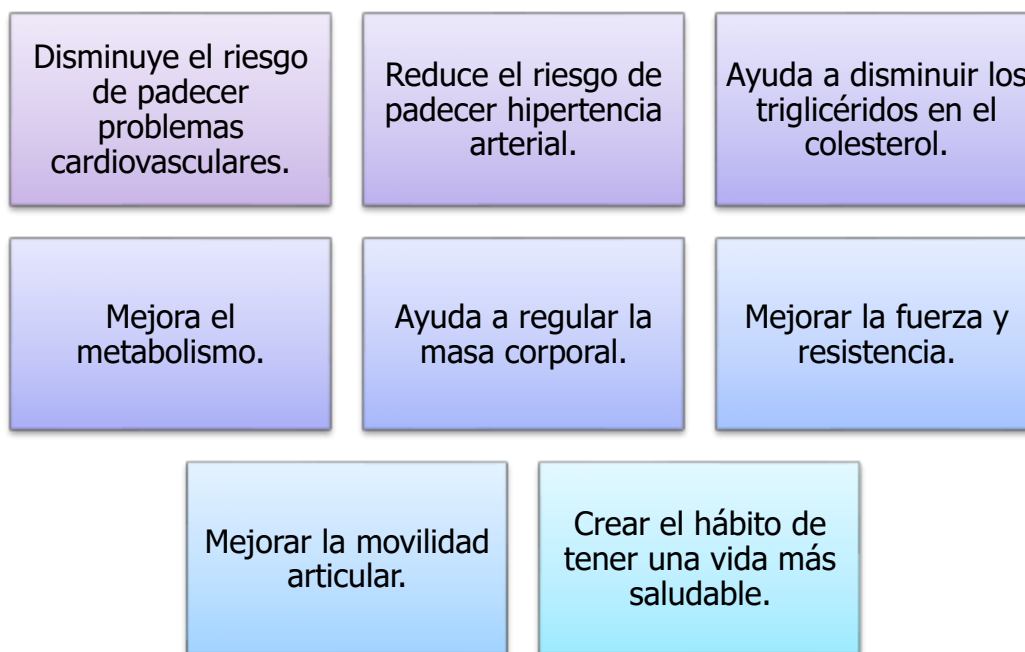 Disminuye el riesgo
de padecer
problemas
cardiovasculares.
Reduce el riesgo de
padecer hipertencia
arterial.
Ayuda a disminuir los
triglicéridos en el
colesterol.
Mejora el
metabolismo.
Ayuda a regular la
masa corporal.
Mejorar la fuerza y
resistencia.
Mejorar la movilidad
articular.
Crear el hábito de
tener una vida más
saludable.